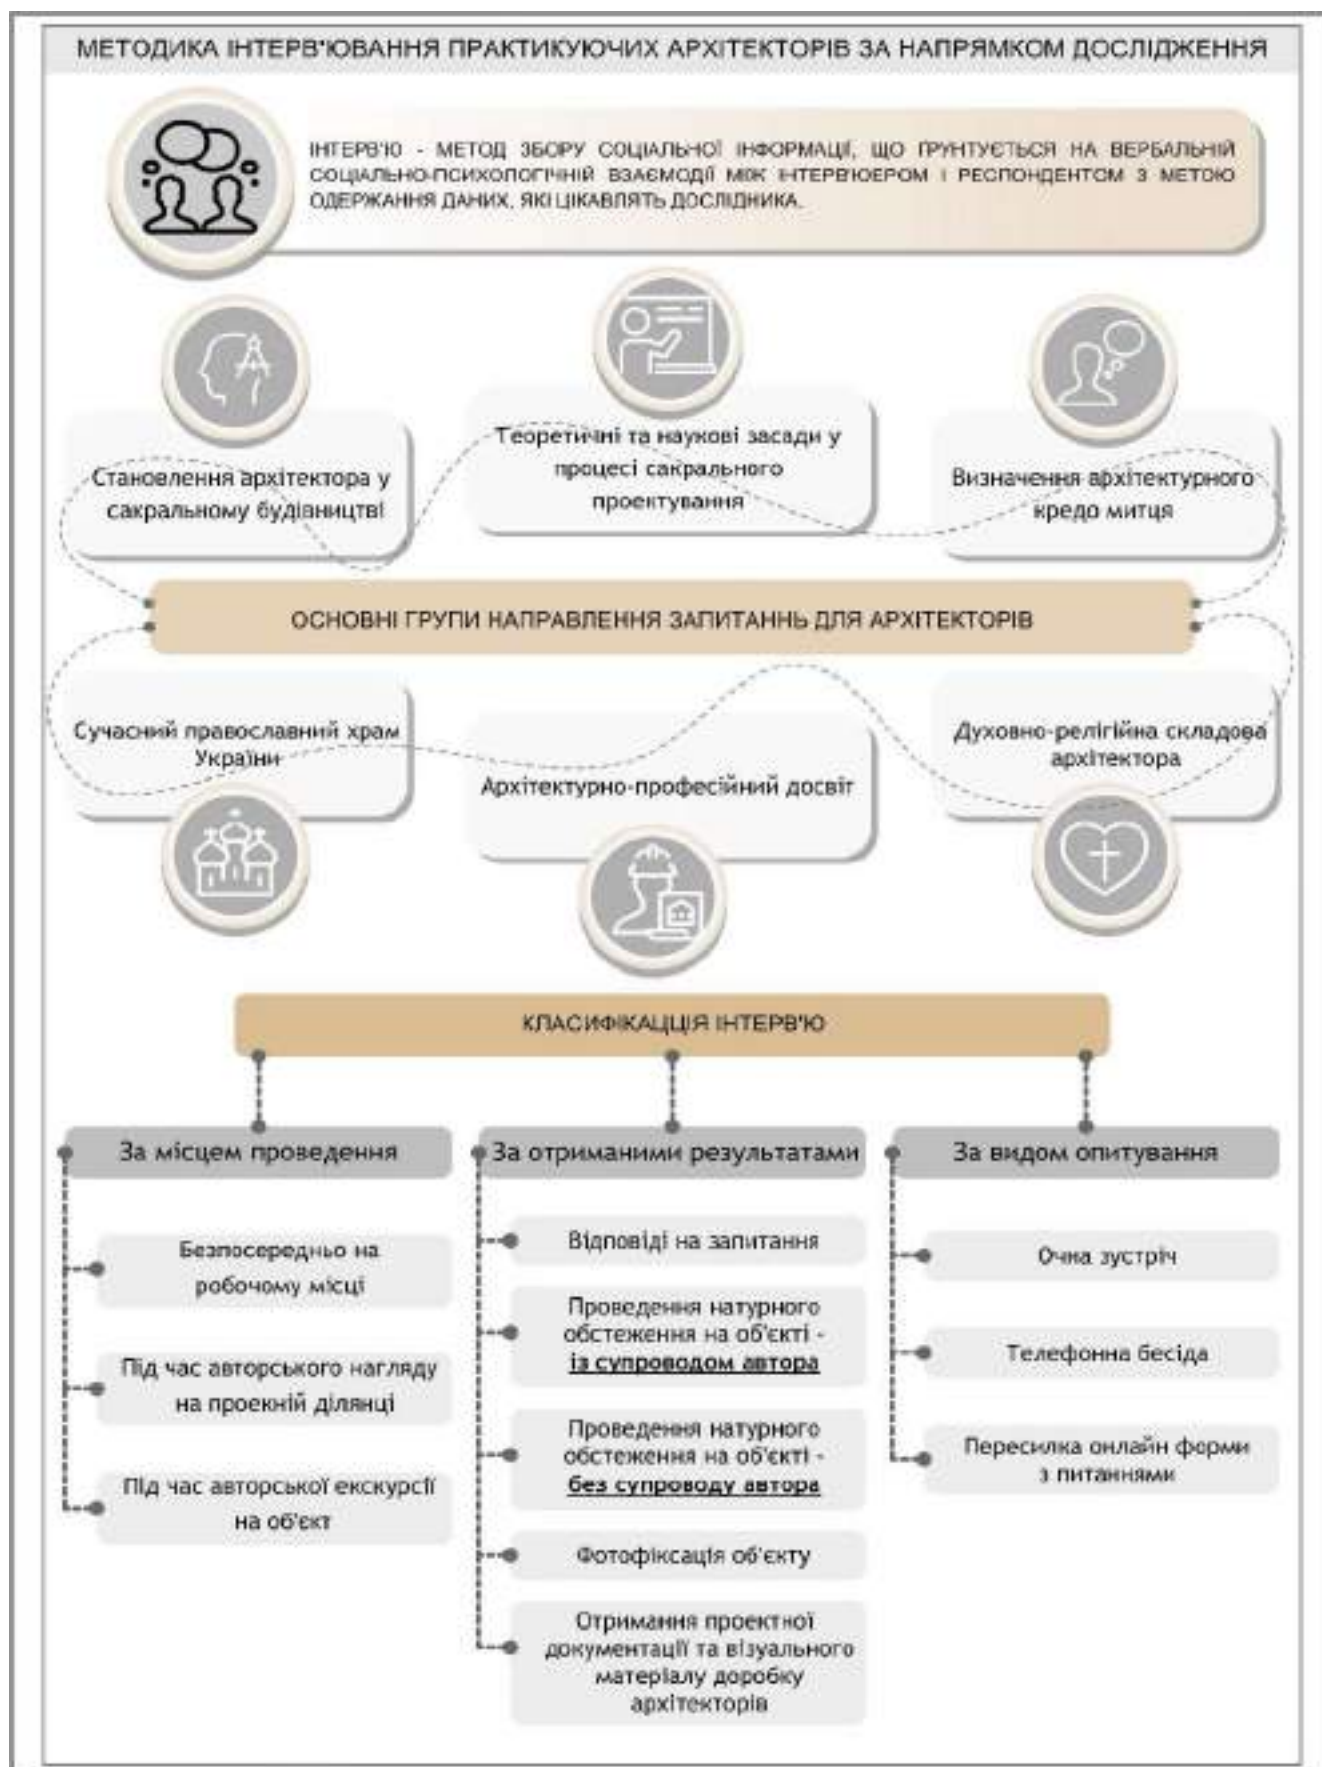 МЕТОДИКА ІНТЕРВ'ЮВАННЯ ПРАКТИКУЮЧИХ АРХІТЕКТОРІВ ЗА НАПРЯМКОМ ДОСЛІДЖЕННЯ
ІНТЕРВ'Ю - МЕТОД ЗБОРУ СОЦІАЛЬНОЇ ІНФОРМАЦІЇ, ЩО ҐРУНТУЄТЬСЯ НА ВЕРБАЛЬНІЙ
СОЦІАЛЬНО-ПСИХОЛОГІЧНІЙ ВЗАЄМОДІЇ МІЖ ІНТЕРВ'ЮЕРОМ І РЕСПОНДЕНТОМ З МЕТОЮ
ОДЕРЖАННЯ ДАНИХ, ЯКІ ЦІКАВЛЯТЬ ДОСЛІДНИКА.
Становлення архітектора у
сакральному будівництві
Теоретичні та наукові засади у
процесі сакрального
проектування
Визначення архітектурного
кредо митця
ОСНОВНІ ГРУПИ НАПРАВЛЕННЯ ЗАПИТАННЬ ДЛЯ АРХІТЕКТОРІВ
Сучасний православний храм
України
Архітектурно-професійний досвіт
Духовно-релігійна складова
архітектора
КЛАСИФІКАЦЦІЯ ІНТЕРВ'Ю
За місцем проведення
Безпосередньо на
робочому місці
Під час авторського нагляду
на проекній ділянці
Під час авторської екскурсії
на об'єкт
За отриманими результатами
Відповіді на запитання
Проведення натурного
обстеження на об'єкті -
із супроводом автора
Проведення натурного
обстеження на об'єкті -
без супроводу автора
Фотофіксація об'єкту
Отримання проектної
документації та візуального
матеріалу доробку
архітекторів
За видом опитування
Очна зустріч
Телефонна бесіда
Пересилка онлайн форми
з питаннями